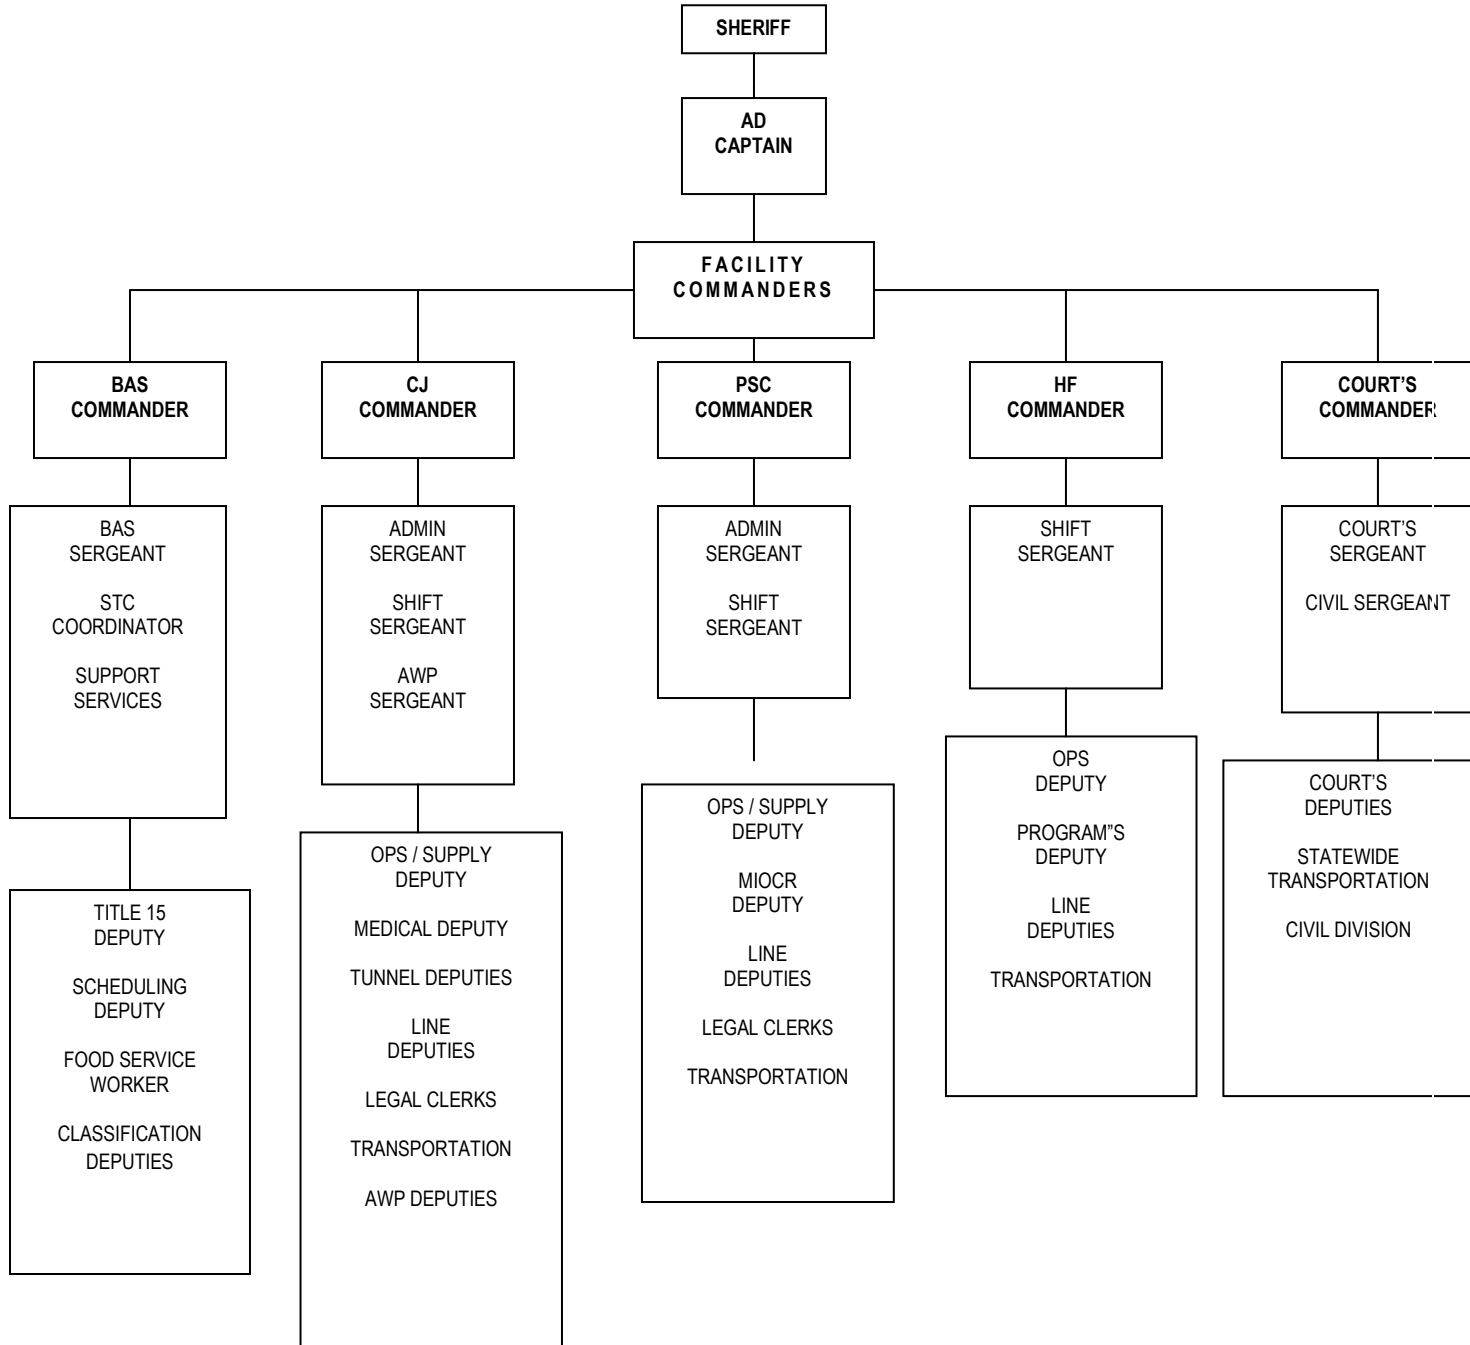 SHERIFF
AD
CAPTAIN
FACILITY
COMMANDERS
BAS
COMMANDER
CJ
COMMANDER
PSC
COMMANDER
HF
COMMANDER
COURT'S
COMMANDER
BAS
SERGEANT
STC
COORDINATOR
SUPPORT
SERVICES
ADMIN
SERGEANT
SHIFT
SERGEANT
AWP
SERGEANT
ADMIN
SERGEANT
SHIFT
SERGEANT
SHIFT
SERGEANT
COURT'S
SERGEANT
CIVIL SERGEANT
TITLE 15
DEPUTY
SCHEDULING
DEPUTY
FOOD SERVICE
WORKER
CLASSIFICATION
DEPUTIES
OPS / SUPPLY
DEPUTY
MEDICAL DEPUTY
TUNNEL DEPUTIES
LINE
DEPUTIES
LEGAL CLERKS
TRANSPORTATION
AWP DEPUTIES
OPS / SUPPLY
DEPUTY
MIOCR
DEPUTY
LINE
DEPUTIES
LEGAL CLERKS
TRANSPORTATION
OPS
DEPUTY
PROGRAM"S
DEPUTY
LINE
DEPUTIES
TRANSPORTATION
COURT'S
DEPUTIES
STATEWIDE
TRANSPORTATION
CIVIL DIVISION